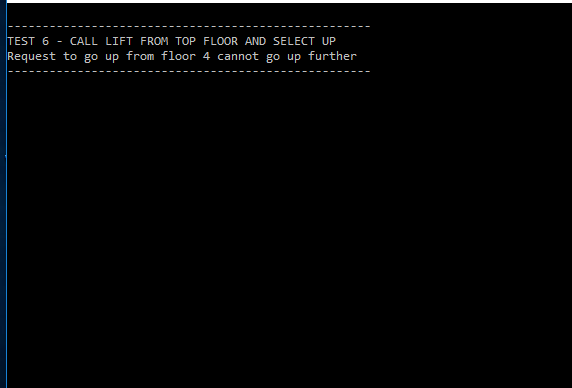 ----------------------------------------------------
TEST 6 - CALL LIFT FROM TOP FLOOR AND SELECT UP
Request to go up from floor 4 cannot go up further
----------------------------------------------------